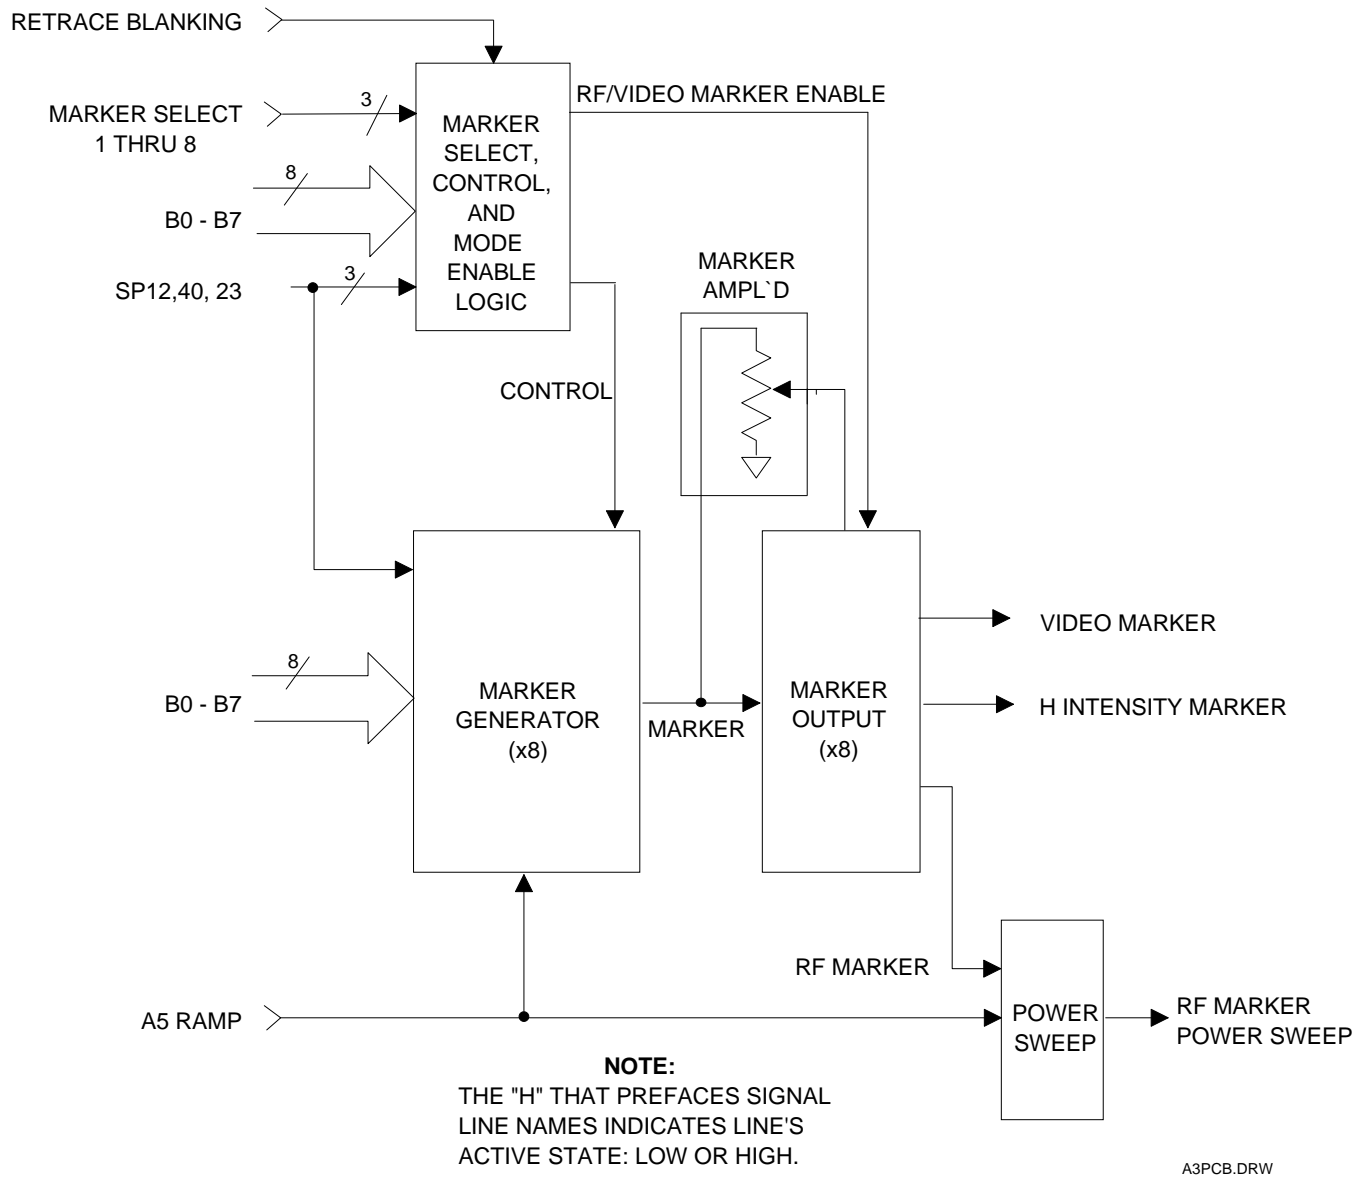 RETRACE BLANKING
MARKER SELECT
1 THRU 8
3
8
B0 - B7
SP12,40, 23
3
MARKER
SELECT,
CONTROL,
AND
MODE
ENABLE
LOGIC
RF/VIDEO MARKER ENABLE
MARKER
AMPL`D
CONTROL
8
B0 - B7
MARKER
GENERATOR
(x8)
MARKER
MARKER
OUTPUT
(x8)
VIDEO MARKER
H INTENSITY MARKER
RF MARKER
A5 RAMP
POWER
SWEEP
RF MARKER
POWER SWEEP
NOTE:
THE "H" THAT PREFACES SIGNAL
LINE NAMES INDICATES LINE'S
ACTIVE STATE: LOW OR HIGH.
A3PCB.DRW